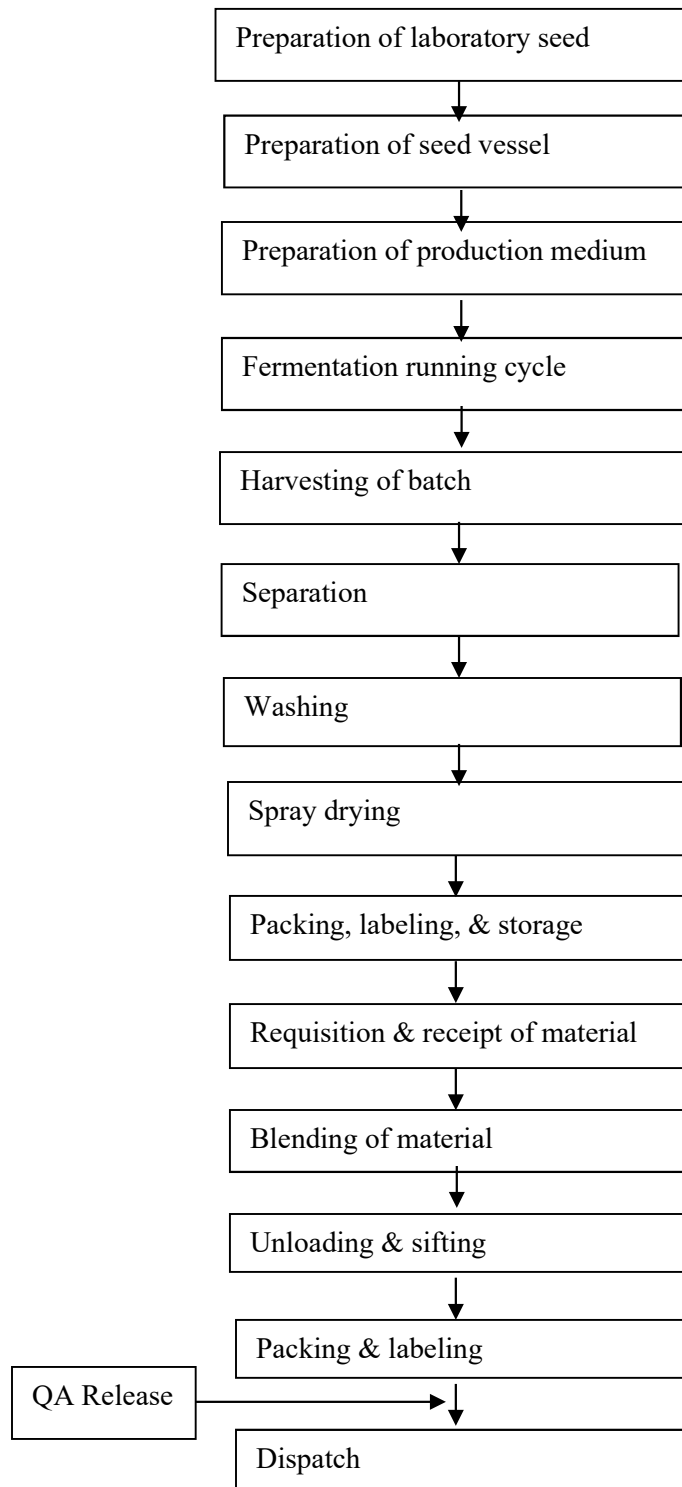 Preparation of laboratory seed
Preparation of seed vessel
Preparation of production medium
Fermentation running cycle
Harvesting of batch
Separation
Washing
Spray drying
Packing, labeling, & storage
Requisition & receipt of material
Blending of material
Unloading & sifting
Packing & labeling
QA Release
Dispatch